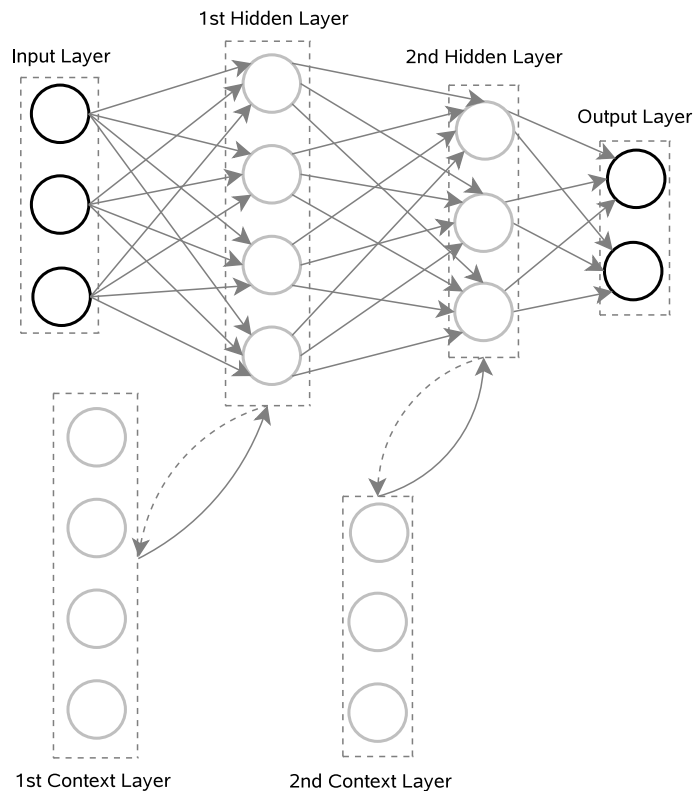 1st Hidden Layer
Input Layer
2nd Hidden Layer
Output Layer
1st Context Layer
2nd Context Layer